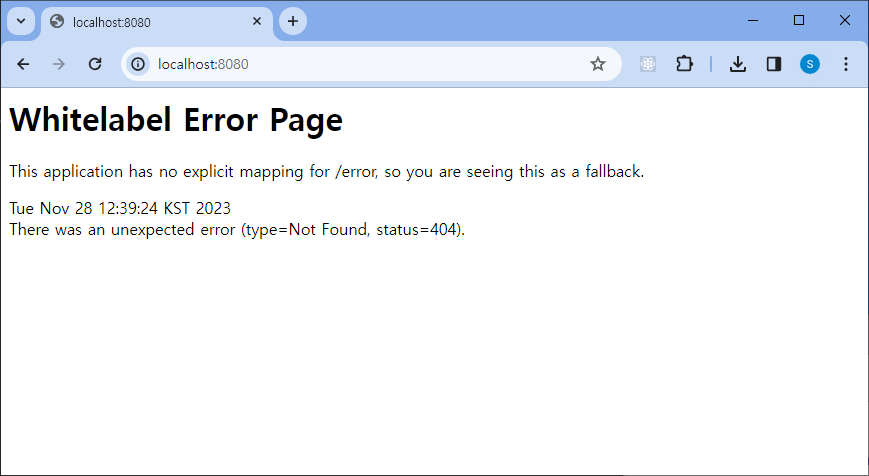 localhost:8080
localhost:8080
S
Whitelabel Error Page
This application has no explicit mapping for /error, so you are seeing this as a fallback.
Tue Nov 28 12:39:24 KST 2023
There was an unexpected error (type=Not Found, status=404).